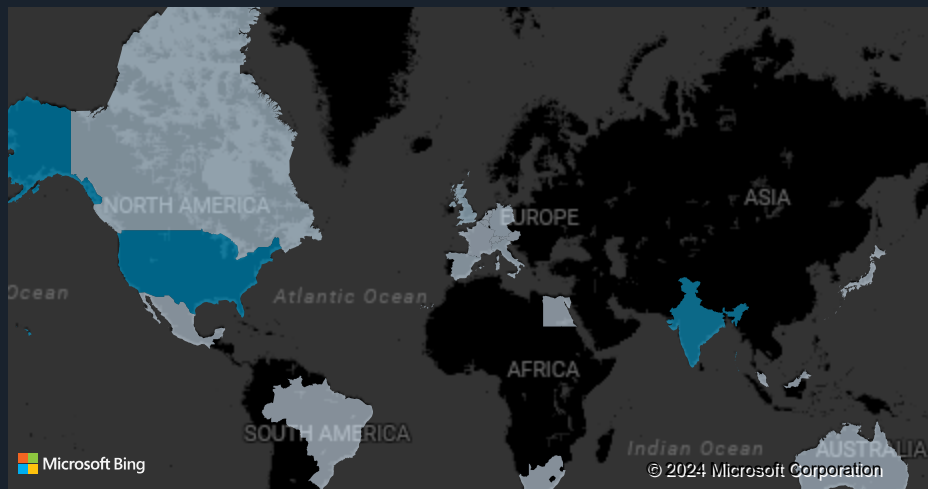 NORTH AMERICA
EUROPE
ASIA
Ocean
Atlantic Ocean
AFRICA
SOUTH AMERICA
Indian Ocean
AUSTRALIA
Microsoft Bing
© 2024 Microsoft Corporation